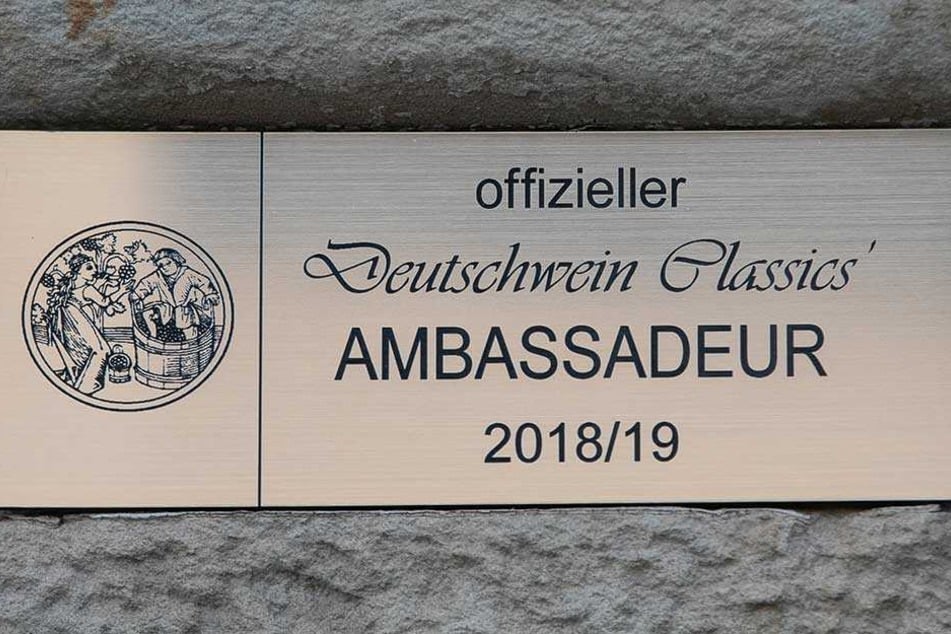 offizieller
Deutschwein Classics'
AMBASSADEUR
2018/19